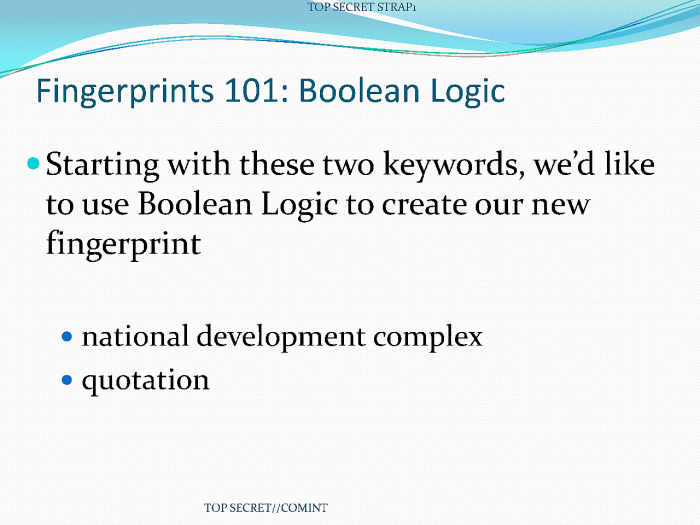 TOP SECRET STRAP1
Fingerprints 101: Boolean Logic
Starting with these two keywords, we'd like
to use Boolean Logic to create our new
fingerprint
national development complex
quotation
TOP SECRET//COMINT